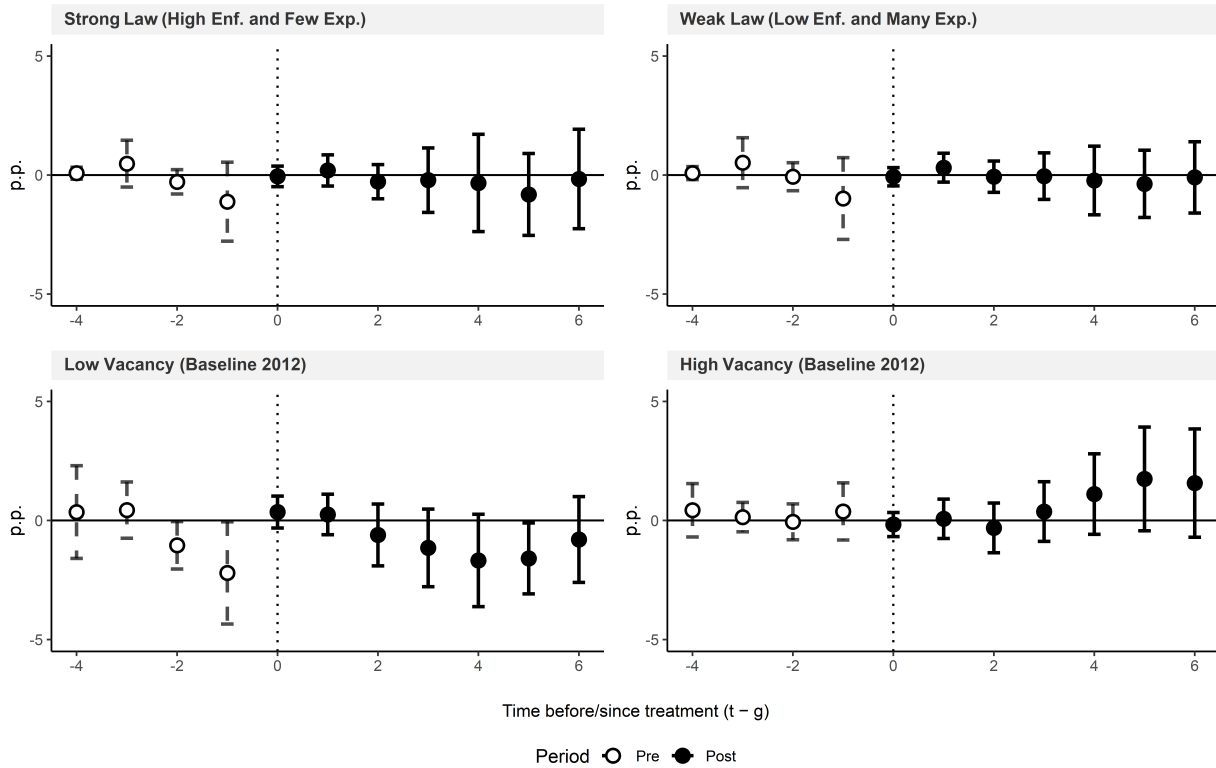 Strong Law (High Enf. and Few Exp.)
5
0
-5
p.p.
-4 -2 0 2 4 6
Weak Law (Low Enf. and Many Exp.)
5
0
-5
p.p.
-4 -2 0 2 4 6
Low Vacancy (Baseline 2012)
5
0
-5
p.p.
-4 -2 0 2 4 6
High Vacancy (Baseline 2012)
5
0
-5
p.p.
-4 -2 0 2 4 6
Time before/since treatment (t − g)
Period Pre Post